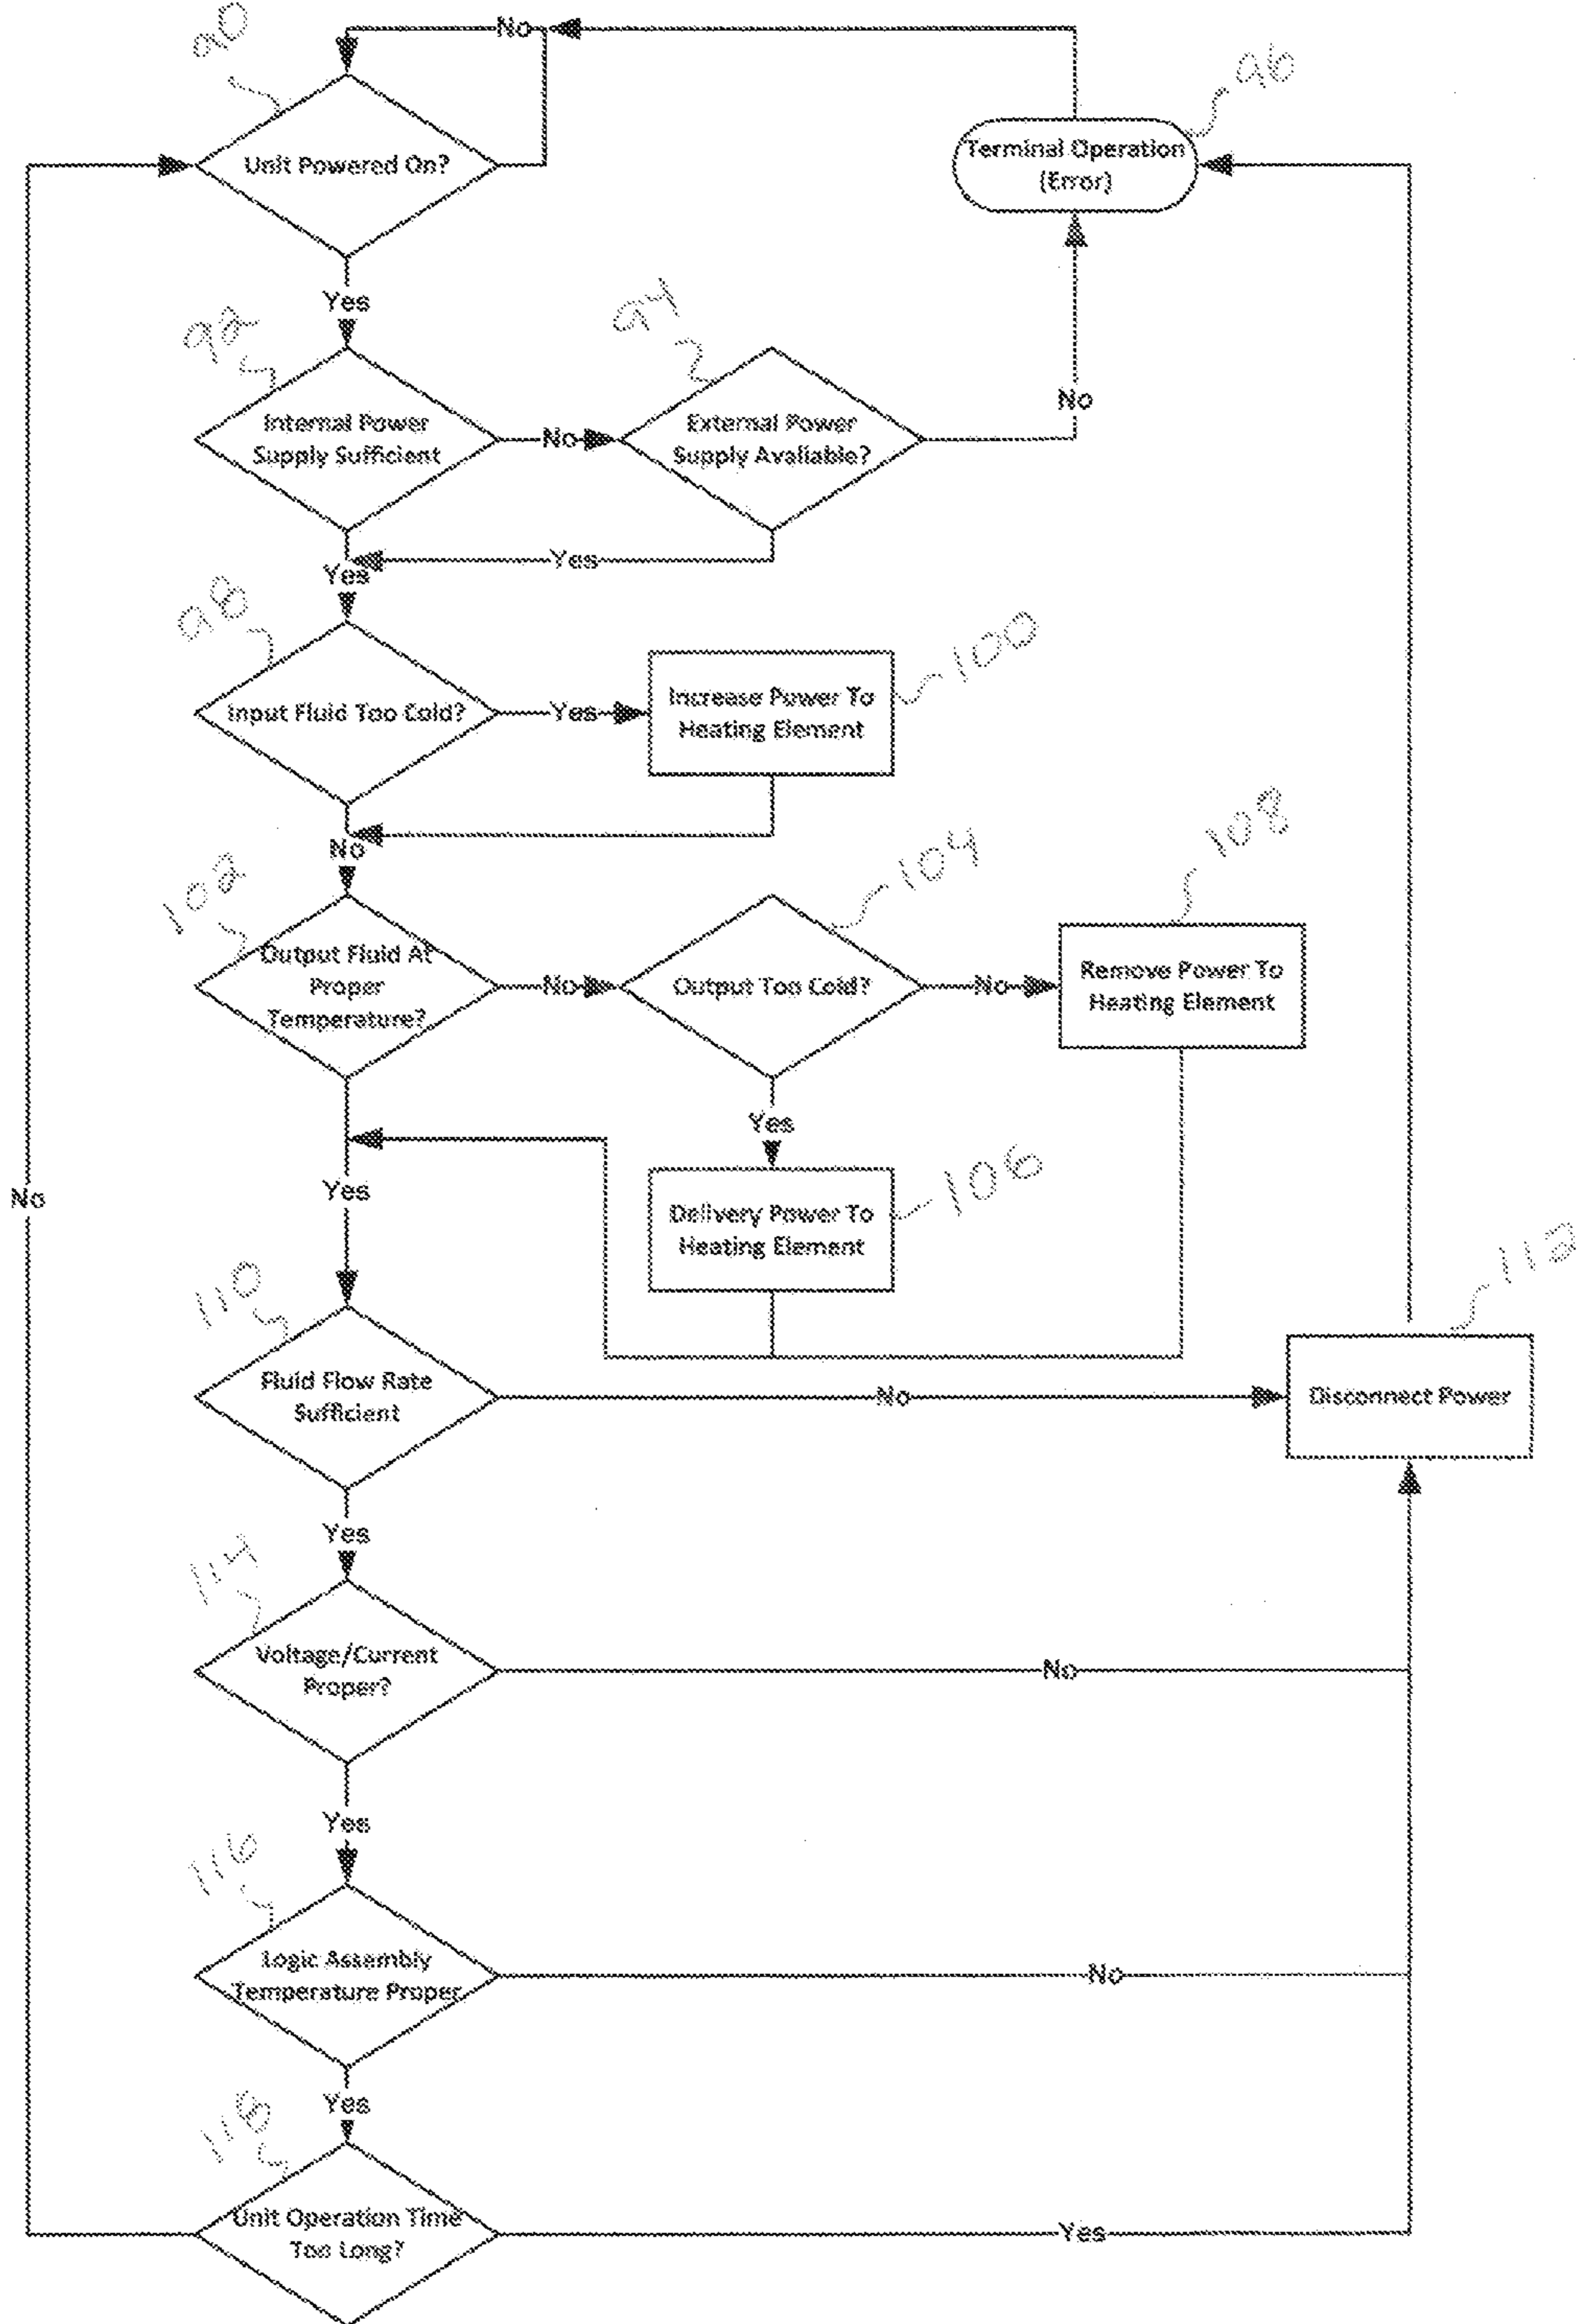 No
90
96
Unit Powered On?
Terminal Operation
(Error)
Yes
92
94
Internal Power
Supply Sufficient
No
External Power
Supply Avaliable?
No
Yes
Yes
98
100
Input Fluid Too Cold?
Yes
Increase Power To
Heating Element
No
102
104
108
Output Fluid At
Proper
Temperature?
No
Output Too Cold?
No
Remove Power To
Heating Element
Yes
Yes
No
106
Delivery Power To
Heating Element
110
112
Fluid Flow Rate
Sufficient
No
Disconnect Power
Yes
114
Voltage/Current
Proper?
No
Yes
116
Logic Assembly
Temperature Proper
No
Yes
118
Unit Operation Time
Too Long?
Yes